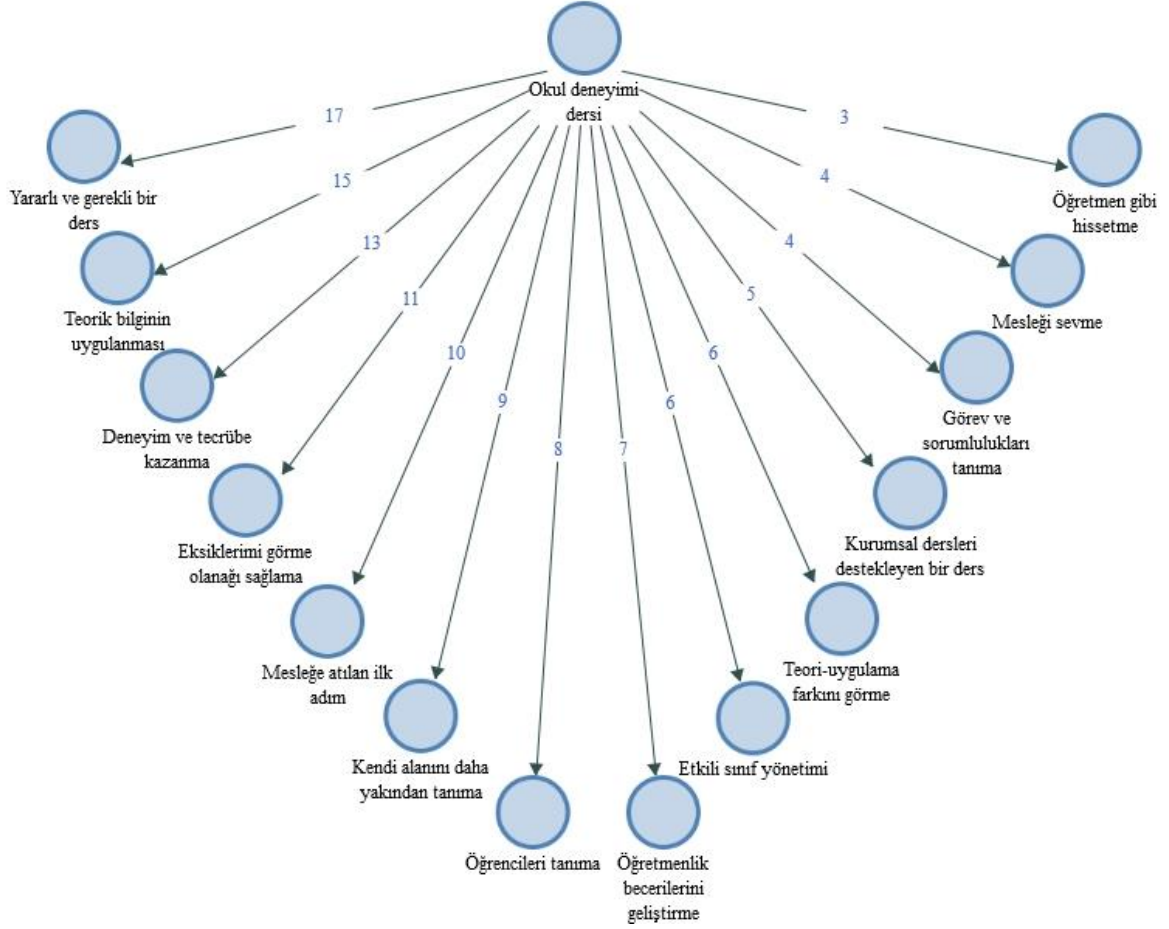 Okul deneyimi
dersi
17
15
13
11
10
9
8
7
6
6
5
4
4
3
Yararlı ve gerekli bir
ders
Teorik bilginin
uygulanması
Deneyim ve tecrübe
kazanma
Eksiklerimi görme
olanağı sağlama
Mesleğe atılan ilk
adım
Kendi alanını daha
yakından tanıma
Öğrencileri tanıma
Öğretmenlik
becerilerini
geliştirme
Etkili sınıf yönetimi
Teori-uygulama
farkını görme
Kurumsal dersleri
destekleyen bir ders
Görev ve
sorumlulukları
tanıma
Mesleği sevme
Öğretmen gibi
hissetme